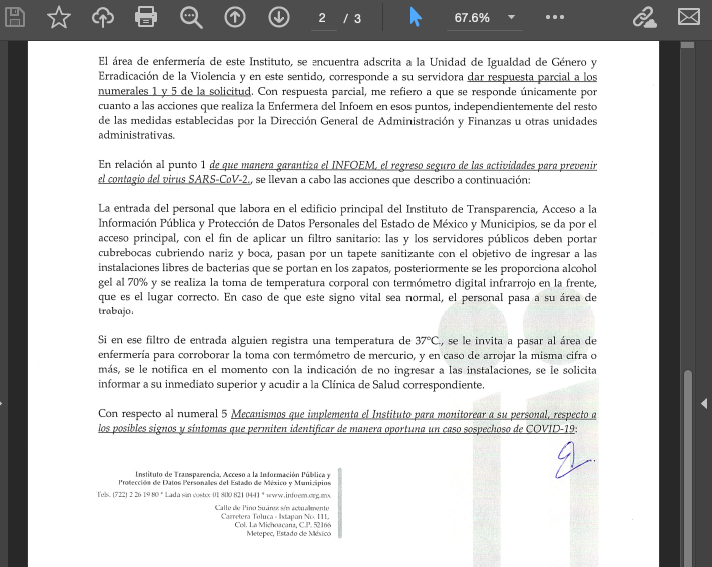 2 / 3
67.6%
El área de enfermería de este Instituto, se encuentra adscrita a la Unidad de Igualdad de Género y
Erradicación de la Violencia y en este sentido, corresponde a su servidora dar respuesta parcial a los
numerales 1 y 5 de la solicitud. Con respuesta parcial, me refiero a que se responde únicamente por
cuanto a las acciones que realiza la Enfermera del Infoem en esos puntos, independientemente del resto
de las medidas establecidas por la Dirección General de Administración y Finanzas u otras unidades
administrativas.
En relación al punto 1 de que manera garantiza el INFOEM, el regreso seguro de las actividades para prevenir
el contagio del virus SARS-CoV-2., se llevan a cabo las acciones que describo a continuación:
La entrada del personal que labora en el edificio principal del Instituto de Transparencia, Acceso a la
Información Pública y Protección de Datos Personales del Estado de México y Municipios, se da por el
acceso principal, con el fin de aplicar un filtro sanitario: las y los servidores públicos deben portar
cubrebocas cubriendo nariz y boca, pasan por un tapete sanitizante con el objetivo de ingresar a las
instalaciones libres de bacterias que se portan en los zapatos, posteriormente se les proporciona alcohol
gel al 70% y se realiza la toma de temperatura corporal con termómetro digital infrarrojo en la frente,
que es el lugar correcto. En caso de que este signo vital sea normal, el personal pasa a su área de
trabajo.
Si en ese filtro de entrada alguien registra una temperatura de 37°C., se le invita a pasar al área de
enfermería para corroborar la toma con termómetro de mercurio, y en caso de arrojar la misma cifra o
más, se le notifica en el momento con la indicación de no ingresar a las instalaciones, se le solicita
informar a su inmediato superior y acudir a la Clínica de Salud correspondiente.
Con respecto al numeral 5 Mecanismos que implementa el Instituto para monitorear a su personal, respecto a
los posibles signos y síntomas que permiten identificar de manera oportuna un caso sospechoso de COVID-19:
Instituto de Transparencia, Acceso a la Información Pública y
Protección de Datos Personales del Estado de México y Municipios
Tels. (722) 2 26 19 80 * Lada sin costo: 01 800 821 0441 * www.infoem.org.mx
Calle de Pino Suárez s/n actualmente
Carretera Toluca - Ixtapan No. 111,
Col. La Michoacana, C.P. 52166
Metepec, Estado de México